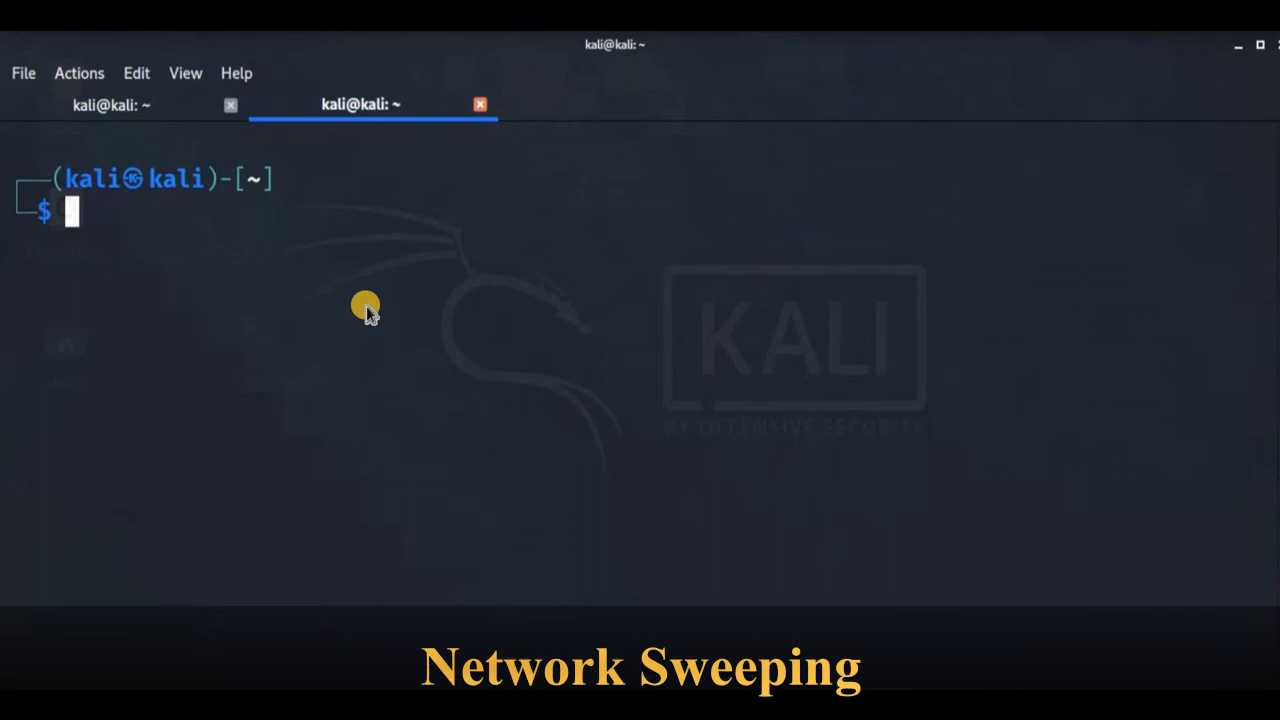 kali@kali: ~
File Actions Edit View Help
kali@kali: ~ kali@kali: ~
(kali㉿kali)-[~]
$
KALI
BY OFFENSIVE SECURITY
Network Sweeping